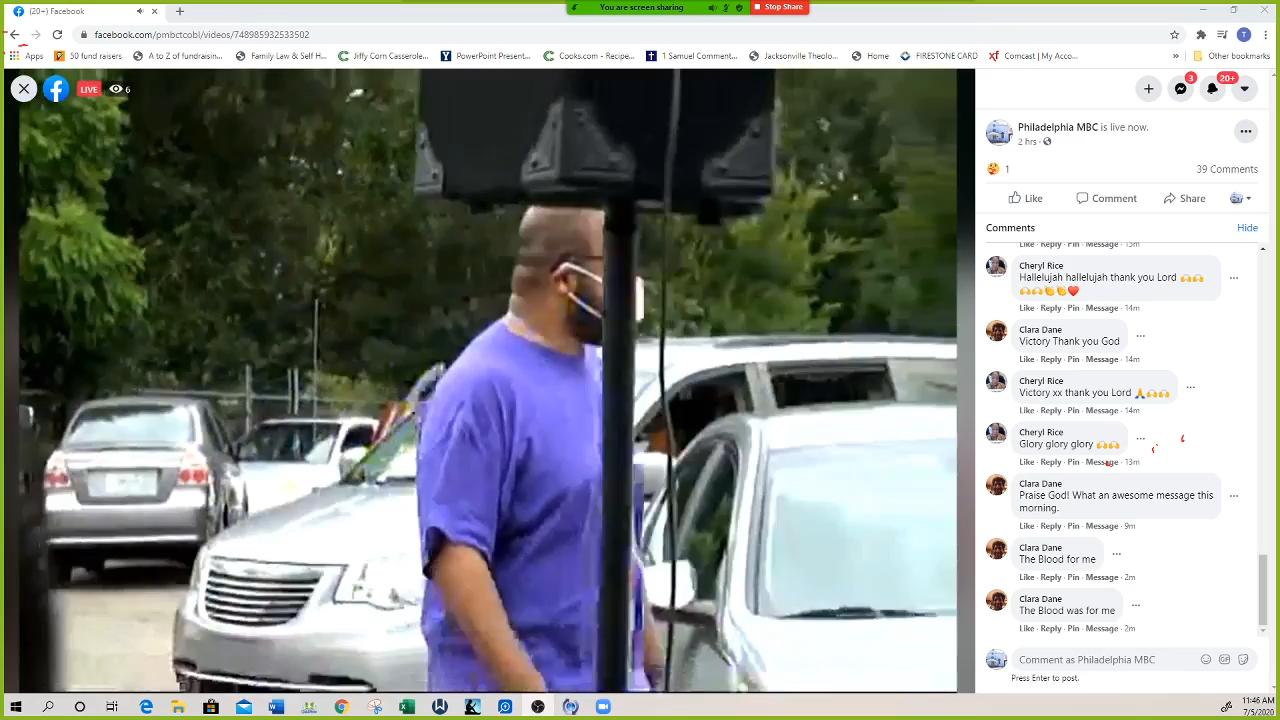 You are screen sharing
Stop Share
(20+) Facebook
facebook.com/pmbctcobl/videos/748985932533502
Apps
50 fund raisers
A to Z of fundraisin...
Family Law & Self H...
Jiffy Corn Casserole...
PowerPoint Present...
Cooks.com - Recipe...
1 Samuel Comment...
Jacksonville Theolo...
Home
FIRESTONE CARD
Comcast | My Acco...
»
Other bookmarks
LIVE
6
3
20+
Philadelphia MBC is live now.
2 hrs ·
1
39 Comments
Like
Comment
Share
Comments
Hide
Like · Reply · Pin · Message · 15m
Cheryl Rice
Hallelujah hallelujah thank you Lord 🙌🙌
🙌🙌👏👏❤️
Like · Reply · Pin · Message · 14m
Clara Dane
Victory Thank you God
Like · Reply · Pin · Message · 14m
Cheryl Rice
Victory xx thank you Lord 🙏🙌🙌
Like · Reply · Pin · Message · 14m
Cheryl Rice
Glory glory glory 🙌🙌
Like · Reply · Pin · Message · 13m
Clara Dane
Praise God! What an awesome message this
morning.
Like · Reply · Pin · Message · 9m
Clara Dane
The Blood for me
Like · Reply · Pin · Message · 2m
Clara Dane
The Blood was for me
Like · Reply · Pin · Message · 2m
Comment as Philadelphia MBC
Press Enter to post.
11:46 AM
7/5/2020